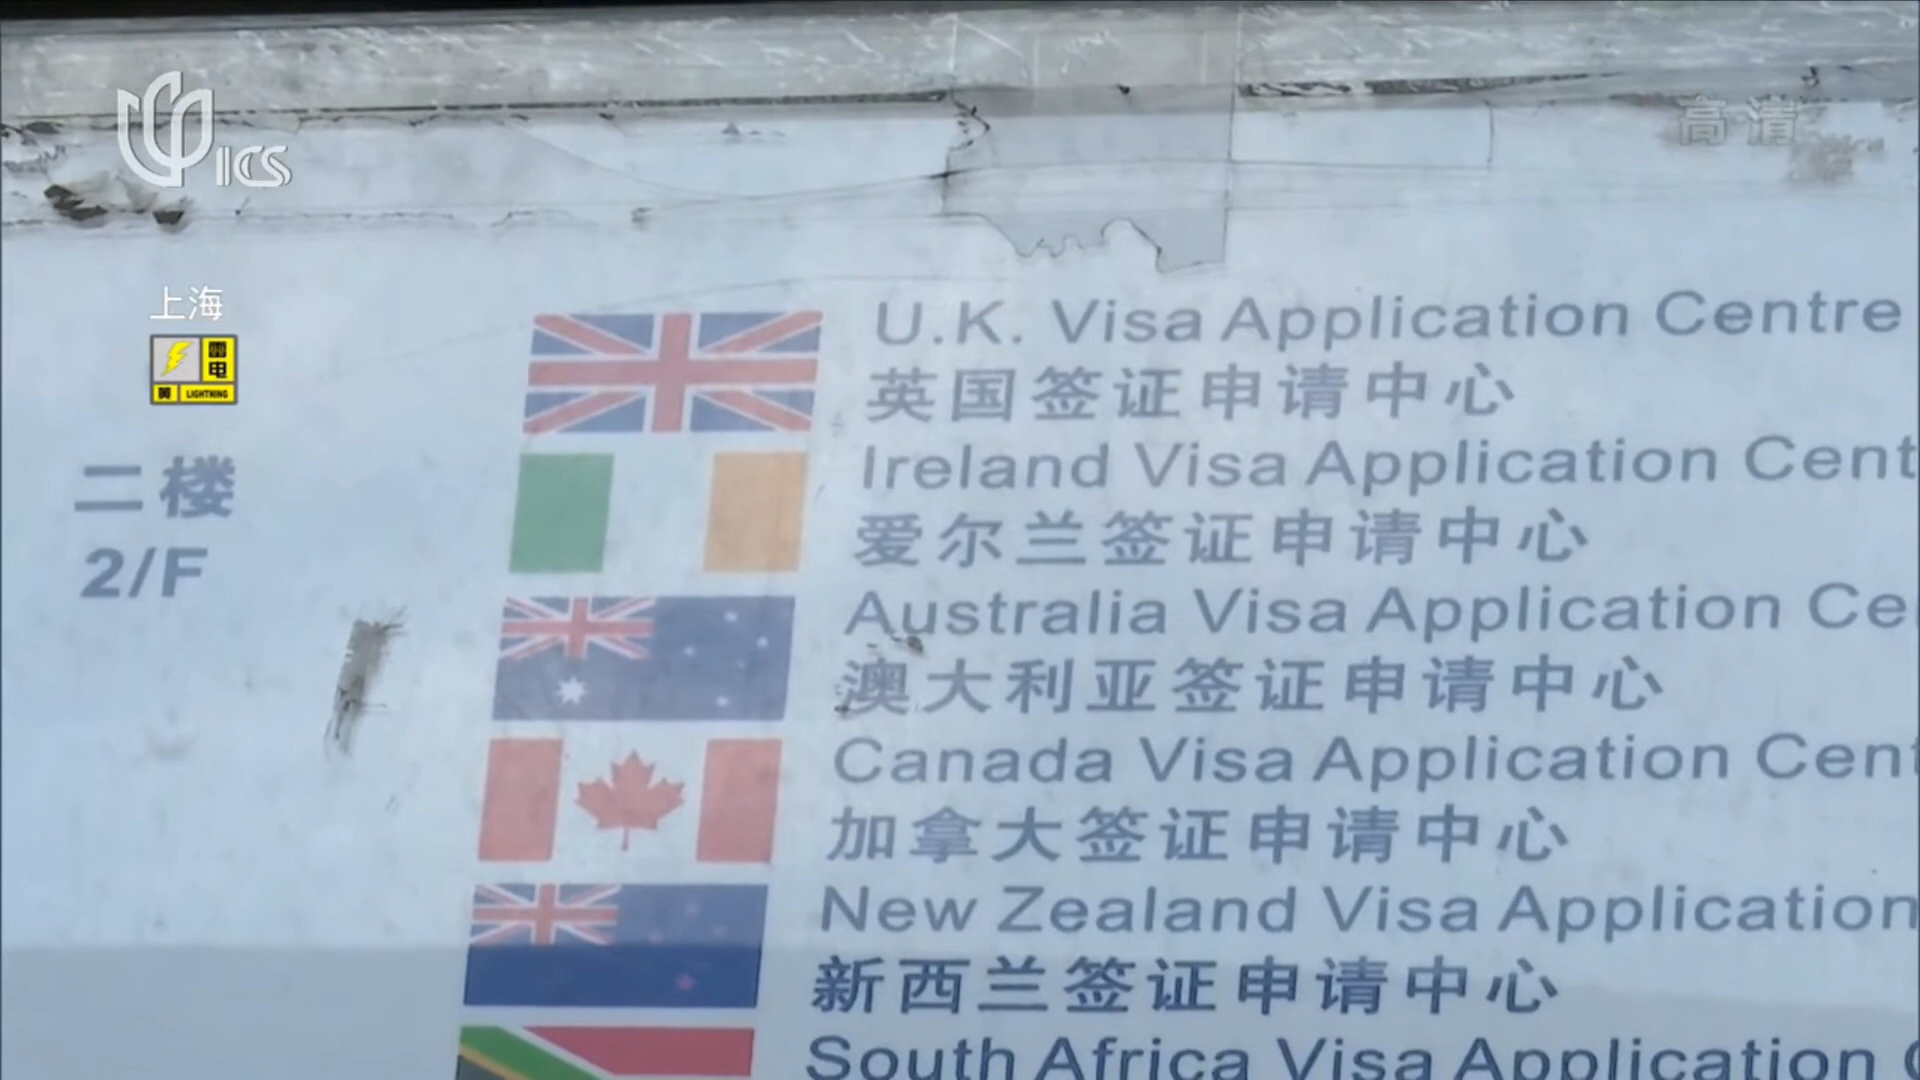 ICS
高清
上海
雷电
黄 LIGHTNING
二楼
2/F
U.K. Visa Application Centre
英国签证申请中心
Ireland Visa Application Cent
爱尔兰签证申请中心
Australia Visa Application Ce
澳大利亚签证申请中心
Canada Visa Application Cent
加拿大签证申请中心
New Zealand Visa Application
新西兰签证申请中心
South Africa Visa Application C